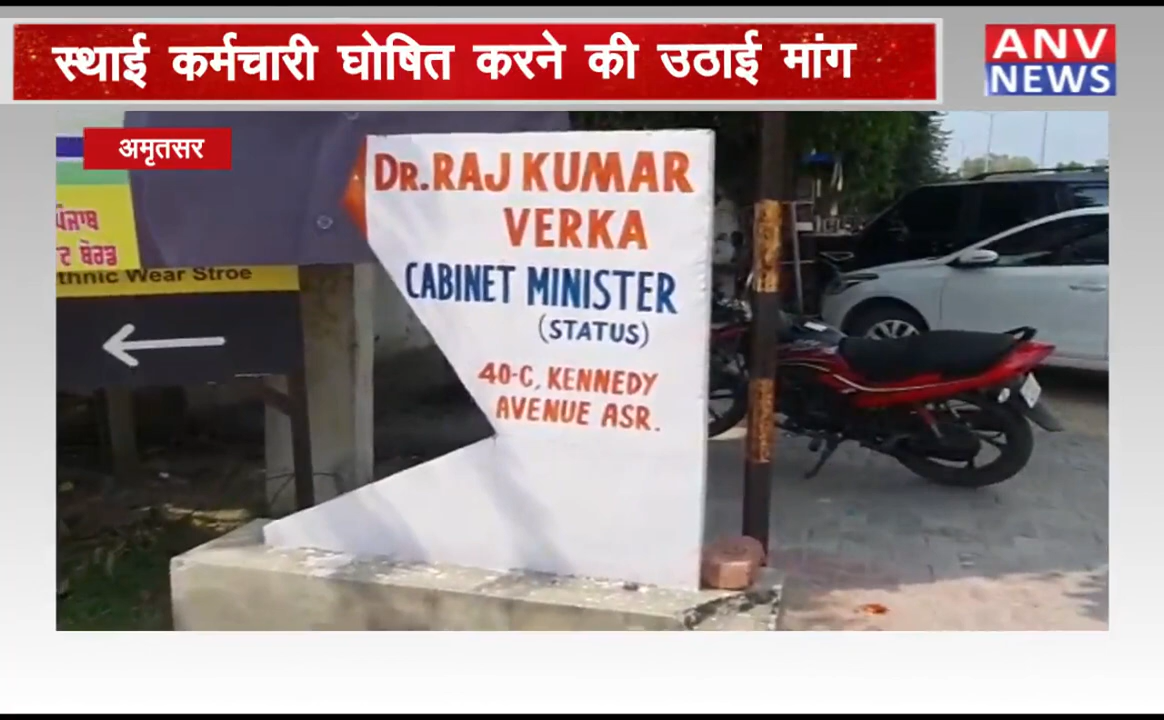 स्थाई कर्मचारी घोषित करने की उठाई मांग
ANV
NEWS
अमृतसर
ਪੰਜਾਬ
ਬੋਰਡ
thnic Wear Stroe
DR. RAJ KUMAR
VERKA
CABINET MINISTER
(STATUS)
40-C, KENNEDY
AVENUE ASR.